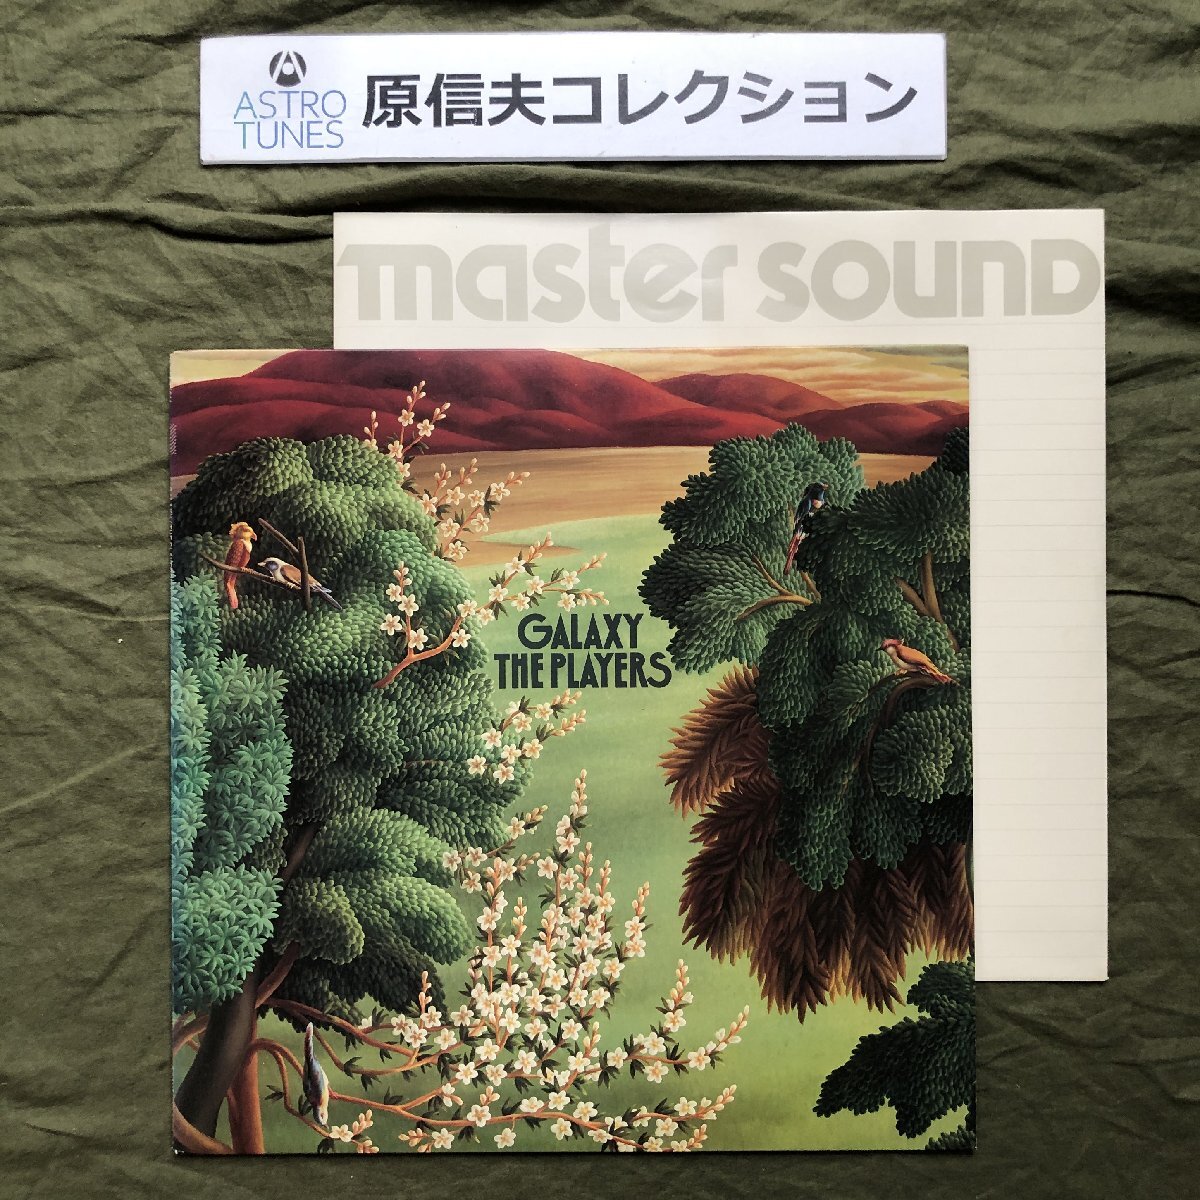 ASTRO
TUNES
原信夫コレクション
master sound
GALAXY
THE PLAYERS